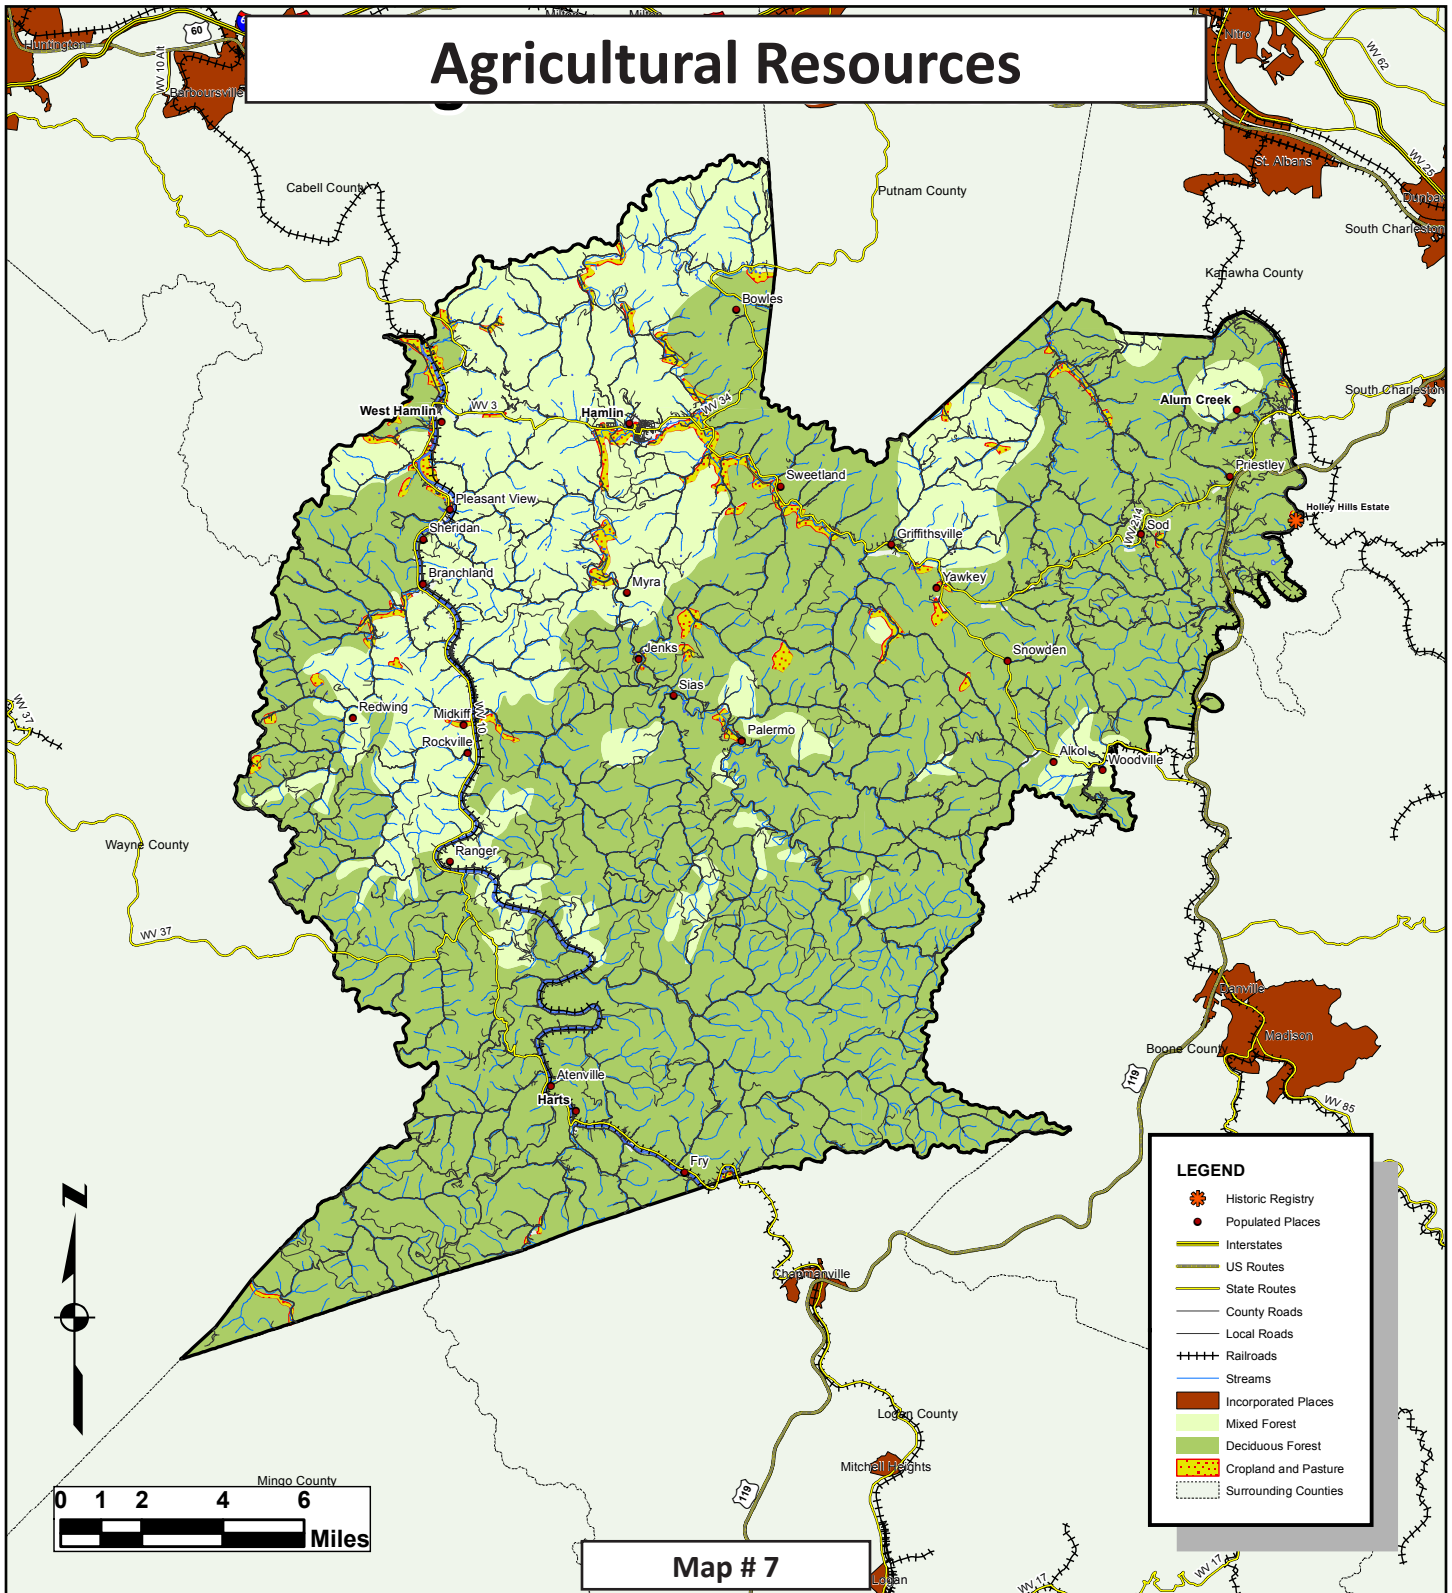 Agricultural Resources
Huntington
60
WV 10 Alt
Barboursville
Nitro
WV 62
St. Albans
WV 25
Dunbar
South Charleston
Cabell County
Putnam County
Kanawha County
Bowles
South Charleston
West Hamlin
WV 3
Hamlin
WV 34
Alum Creek
Priestley
Sweetland
Pleasant View
Holley Hills Estate
Sheridan
Griffithsville
WV 214
Sod
Branchland
Myra
Yawkey
Jenks
Snowden
Sias
WV 37
Redwing
Midkiff
WV 10
Palermo
Rockville
Alkol
Woodville
Wayne County
Ranger
WV 37
Danville
Madison
Boone County
Atenville
119
Harts
WV 85
Fry
Chapmanville
Logan County
Mitchell Heights
Mingo County
119
Logan
WV 17
WV 17
N
LEGEND
Historic Registry
Populated Places
Interstates
US Routes
State Routes
County Roads
Local Roads
Railroads
Streams
Incorporated Places
Mixed Forest
Deciduous Forest
Cropland and Pasture
Surrounding Counties
0 1 2 4 6
Miles
Map # 7